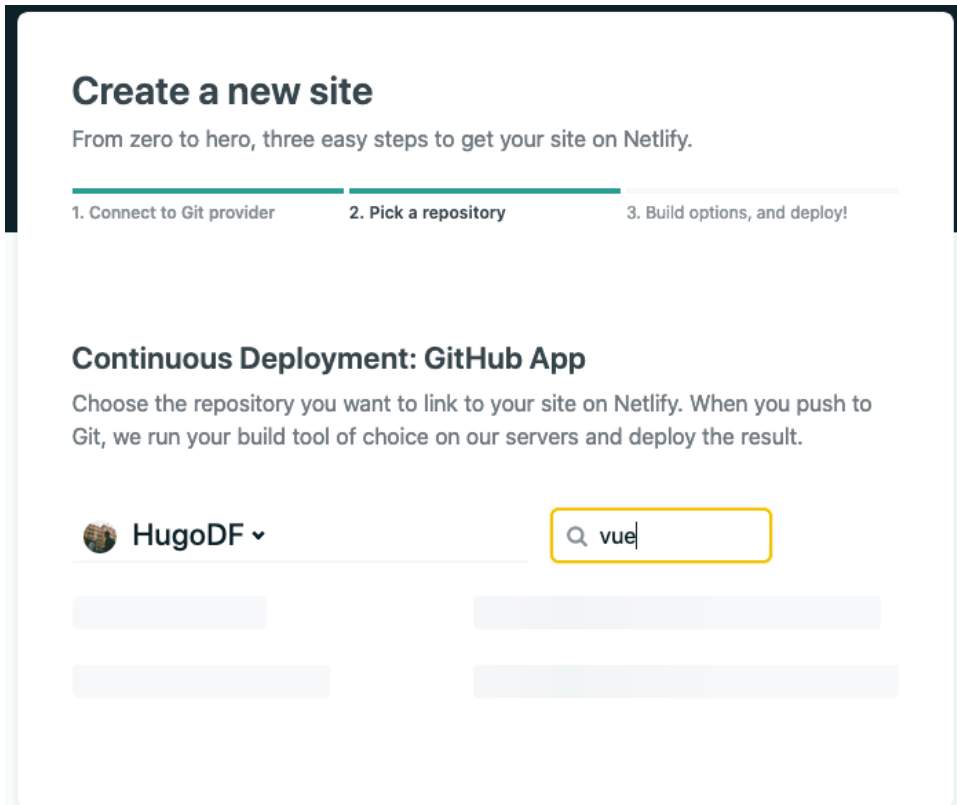 Create a new site
From zero to hero, three easy steps to get your site on Netlify.
1. Connect to Git provider
2. Pick a repository
3. Build options, and deploy!
Continuous Deployment: GitHub App
Choose the repository you want to link to your site on Netlify. When you push to
Git, we run your build tool of choice on our servers and deploy the result.
HugoDF
vue